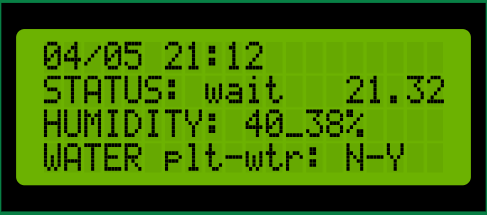 04/05 21:12
STATUS: wait   21.32
HUMIDITY: 40_38%
WATER plt-wtr: N-Y